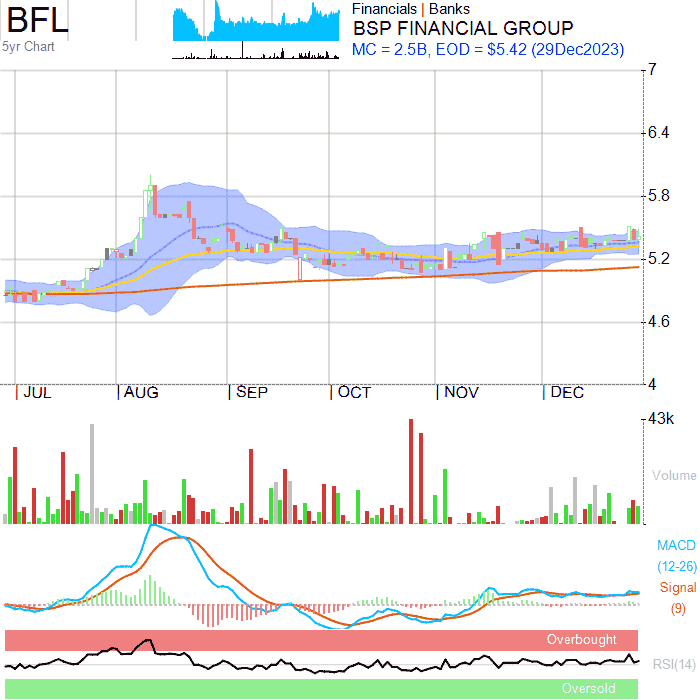 BFL
5yr Chart
Financials | Banks
BSP FINANCIAL GROUP
MC = 2.5B, EOD = $5.42 (29Dec2023)
7
6.4
5.8
5.2
4.6
4
JUL AUG SEP OCT NOV DEC
43k
Volume
MACD
(12-26)
Signal
(9)
Overbought
RSI(14)
Oversold